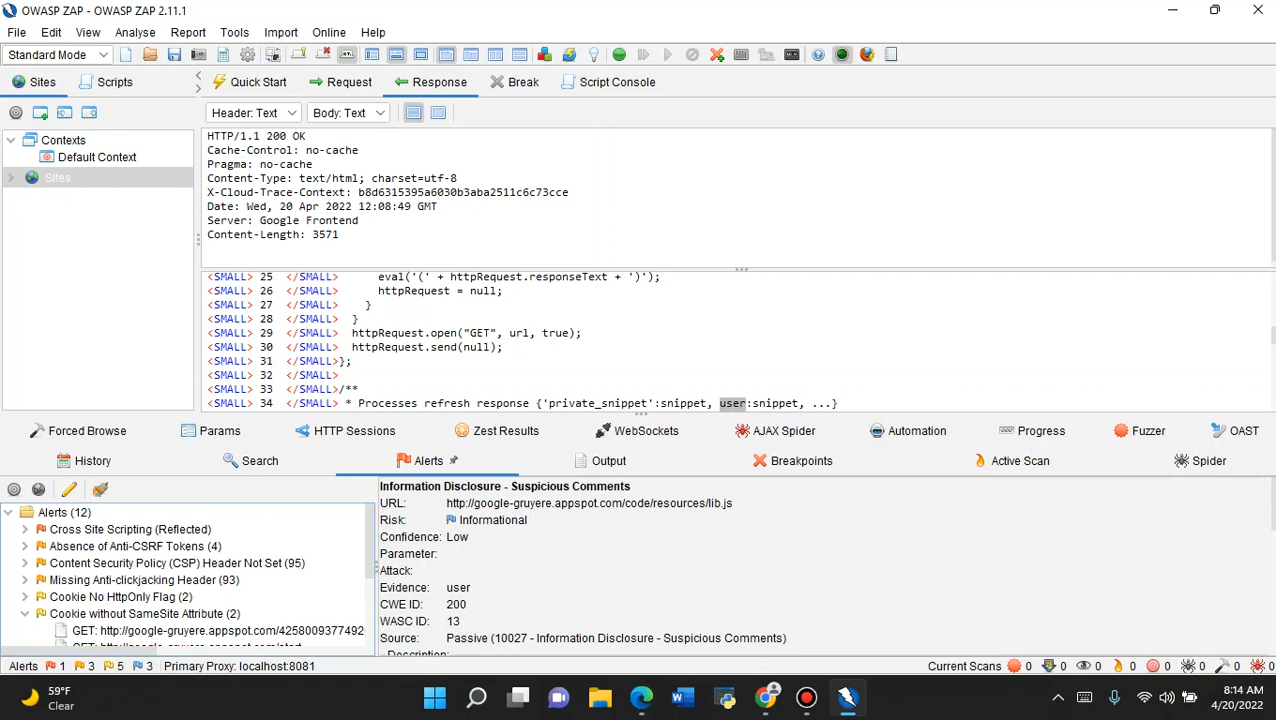 OWASP ZAP - OWASP ZAP 2.11.1
File Edit View Analyse Report Tools Import Online Help
Standard Mode
Sites Scripts Quick Start Request Response Break Script Console
Header: Text Body: Text
Contexts
Default Context
Sites
HTTP/1.1 200 OK
Cache-Control: no-cache
Pragma: no-cache
Content-Type: text/html; charset=utf-8
X-Cloud-Trace-Context: b8d6315395a6030b3aba2511c6c73cce
Date: Wed, 20 Apr 2022 12:08:49 GMT
Server: Google Frontend
Content-Length: 3571
<SMALL> 25 </SMALL> eval('(' + httpRequest.responseText + ')');
<SMALL> 26 </SMALL> httpRequest = null;
<SMALL> 27 </SMALL> }
<SMALL> 28 </SMALL> }
<SMALL> 29 </SMALL> httpRequest.open("GET", url, true);
<SMALL> 30 </SMALL> httpRequest.send(null);
<SMALL> 31 </SMALL>};
<SMALL> 32 </SMALL>
<SMALL> 33 </SMALL>/**
<SMALL> 34 </SMALL> * Processes refresh response {'private_snippet':snippet, user:snippet, ...}
Forced Browse Params HTTP Sessions Zest Results WebSockets AJAX Spider Automation Progress Fuzzer OAST
History Search Alerts Output Breakpoints Active Scan Spider
Alerts (12)
Cross Site Scripting (Reflected)
Absence of Anti-CSRF Tokens (4)
Content Security Policy (CSP) Header Not Set (95)
Missing Anti-clickjacking Header (93)
Cookie No HttpOnly Flag (2)
Cookie without SameSite Attribute (2)
GET: http://google-gruyere.appspot.com/4258009377492
GET: http://google-gruyere.appspot.com/start
Information Disclosure - Suspicious Comments
URL: http://google-gruyere.appspot.com/code/resources/lib.js
Risk: Informational
Confidence: Low
Parameter:
Attack:
Evidence: user
CWE ID: 200
WASC ID: 13
Source: Passive (10027 - Information Disclosure - Suspicious Comments)
Description:
Alerts 1 3 5 3 Primary Proxy: localhost:8081 Current Scans 0 0 0 0 0 0 0 0
59°F
Clear
8:14 AM
4/20/2022